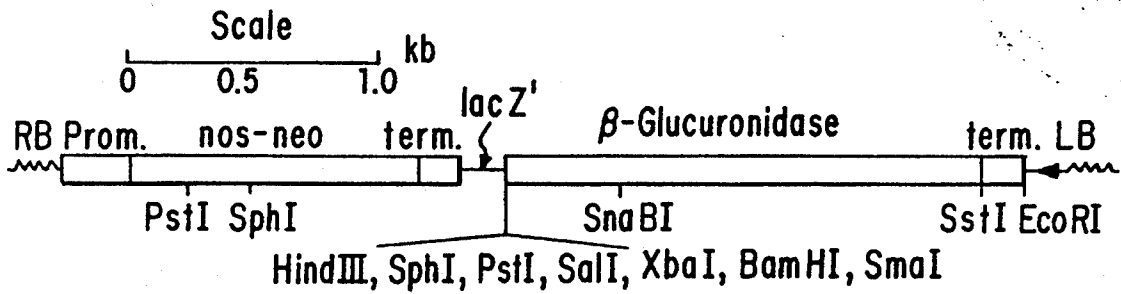 Scale
kb
0 0.5 1.0
lac Z'
RB Prom. nos-neo term. β-Glucuronidase term. LB
PstI SphI SnaBI SstI EcoRI
HindIII, SphI, PstI, SalI, XbaI, BamHI, SmaI